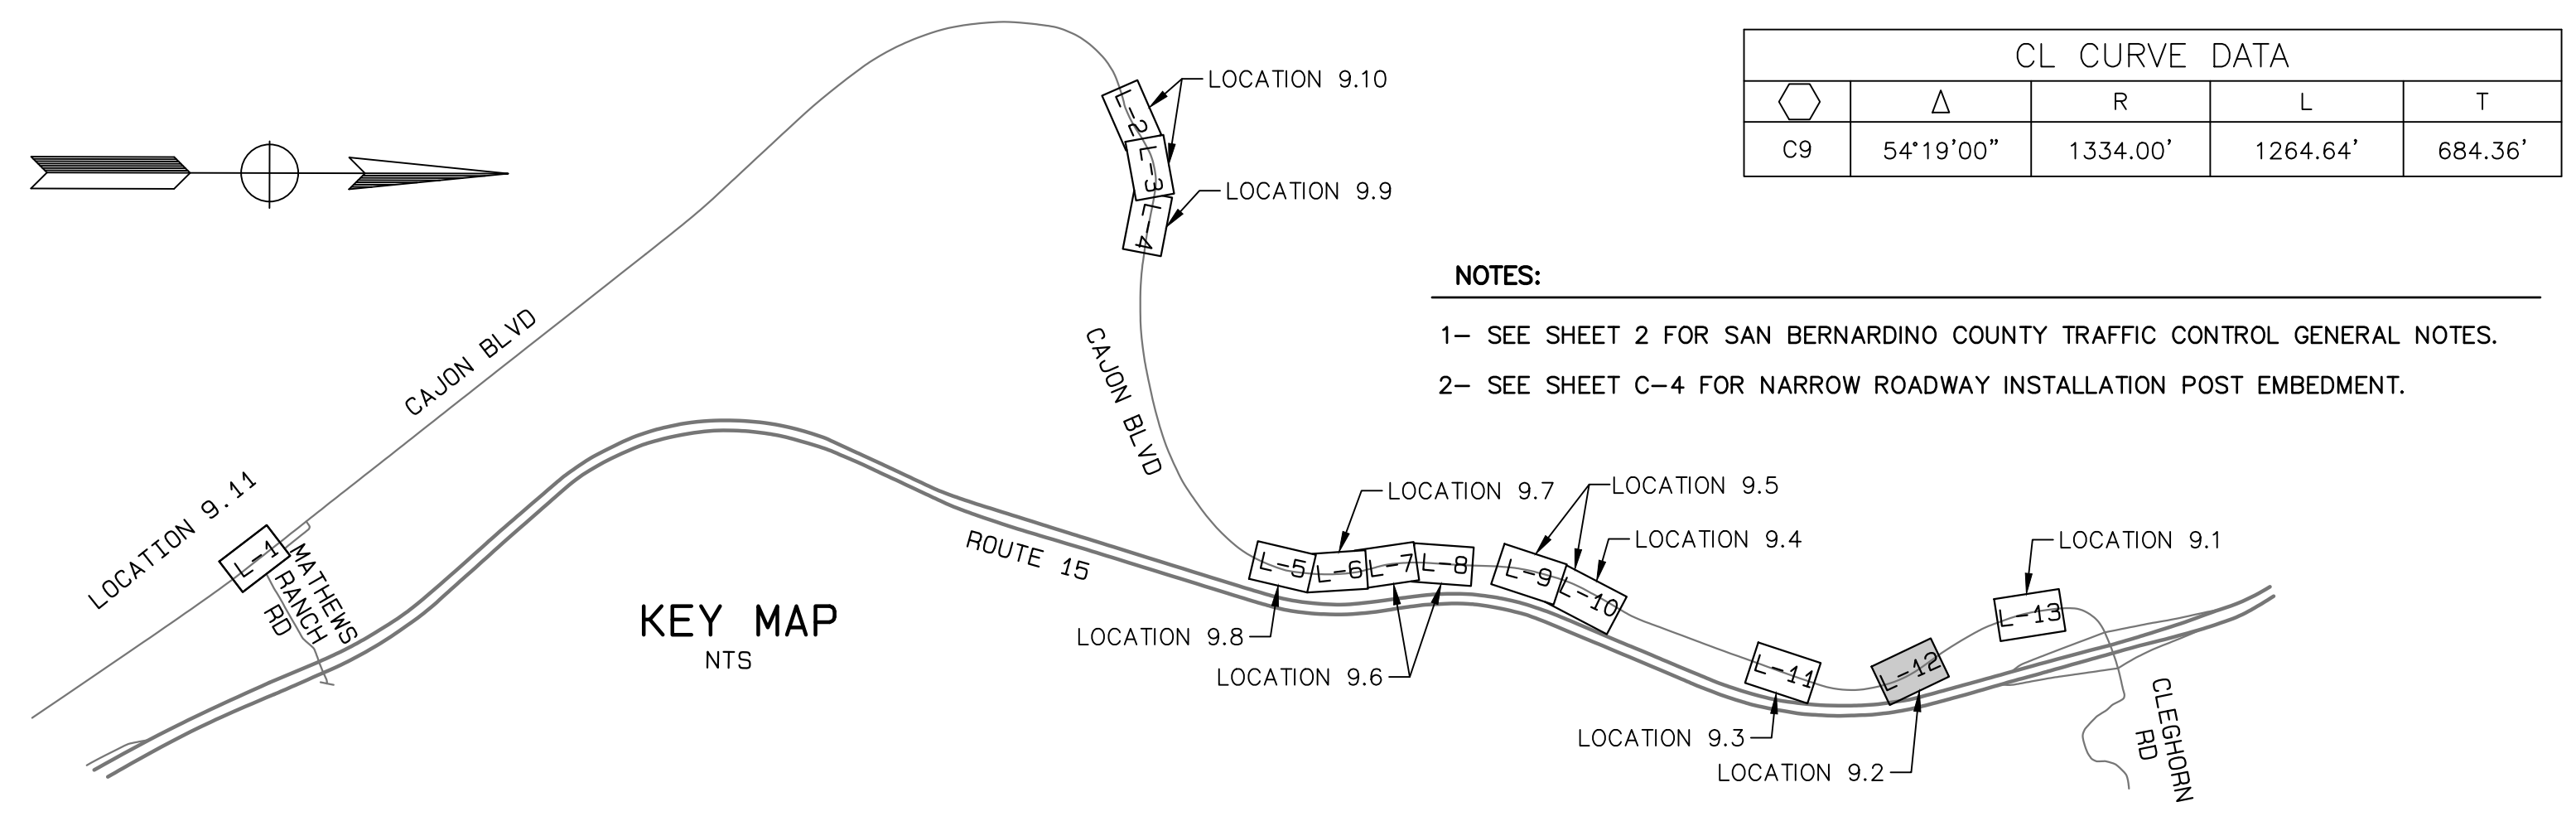 CL CURVE DATA
Δ R L T
C9 54°19'00" 1334.00' 1264.64' 684.36'
NOTES:
1- SEE SHEET 2 FOR SAN BERNARDINO COUNTY TRAFFIC CONTROL GENERAL NOTES.
2- SEE SHEET C-4 FOR NARROW ROADWAY INSTALLATION POST EMBEDMENT.
LOCATION 9.10
L-2
L-3
LOCATION 9.9
L-4
CAJON BLVD
CAJON BLVD
LOCATION 9.11
L-1
MATHEWS
RANCH
RD
ROUTE 15
KEY MAP
NTS
LOCATION 9.7
LOCATION 9.5
LOCATION 9.4
LOCATION 9.1
L-5
L-6
L-7
L-8
L-9
L-10
L-11
L-12
L-13
LOCATION 9.8
LOCATION 9.6
LOCATION 9.3
LOCATION 9.2
CLEGHORN
RD